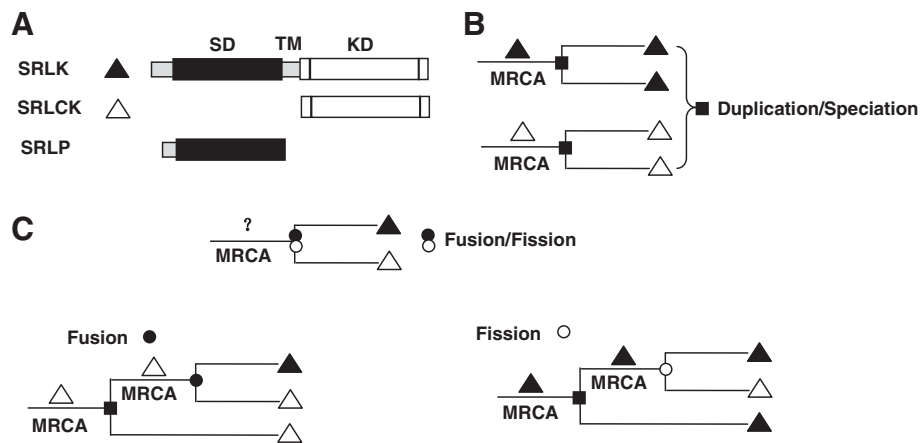 A
SD TM KD
SRLK
SRLCK
SRLP
B
MRCA
MRCA
Duplication/Speciation
C
?
MRCA
Fusion/Fission
Fusion
MRCA
MRCA
Fission
MRCA
MRCA